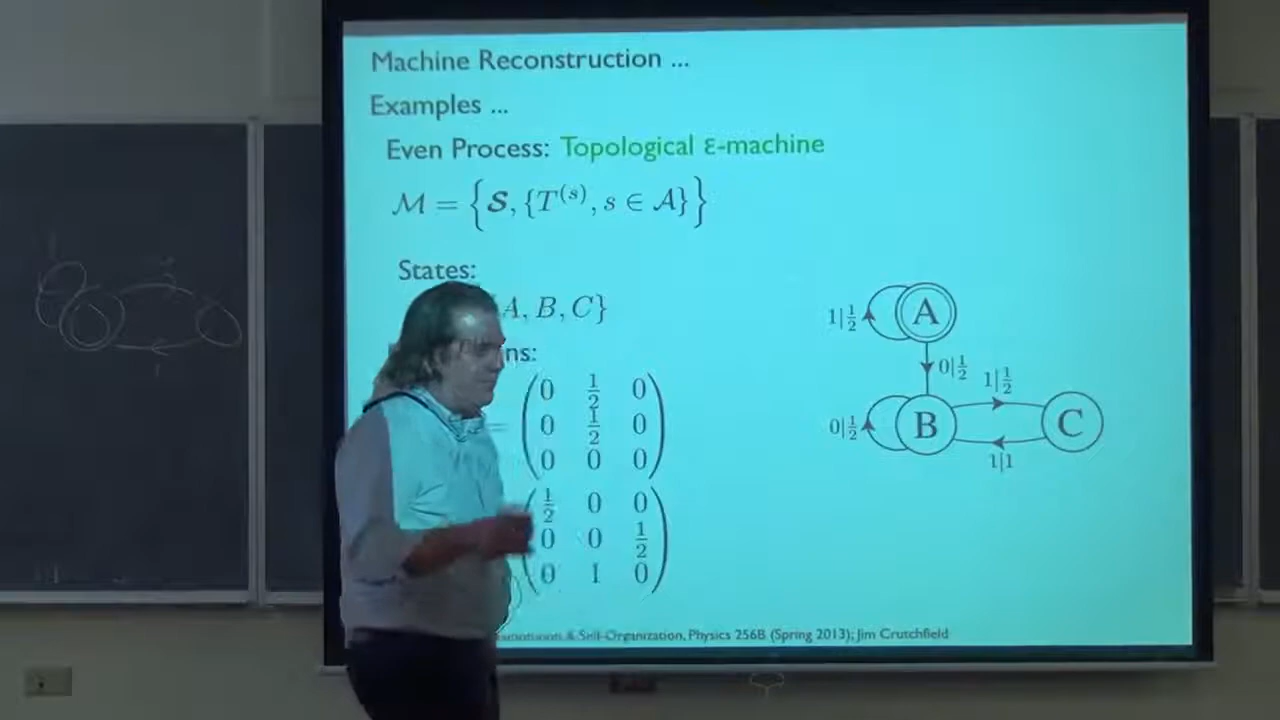 Machine Reconstruction ...
Examples ...
Even Process: Topological ε-machine
M = {S, {T^(s), s ∈ A}}
States:
A, B, C}
ns:
= (0 1/2 0
0 1/2 0
0 0 0)
(1/2 0 0
0 0 1/2
0 1 0)
1|1/2 A
0|1/2 1|1/2
0|1/2 B C
1|1
& Self-Organization, Physics 256B (Spring 2013); Jim Crutchfield